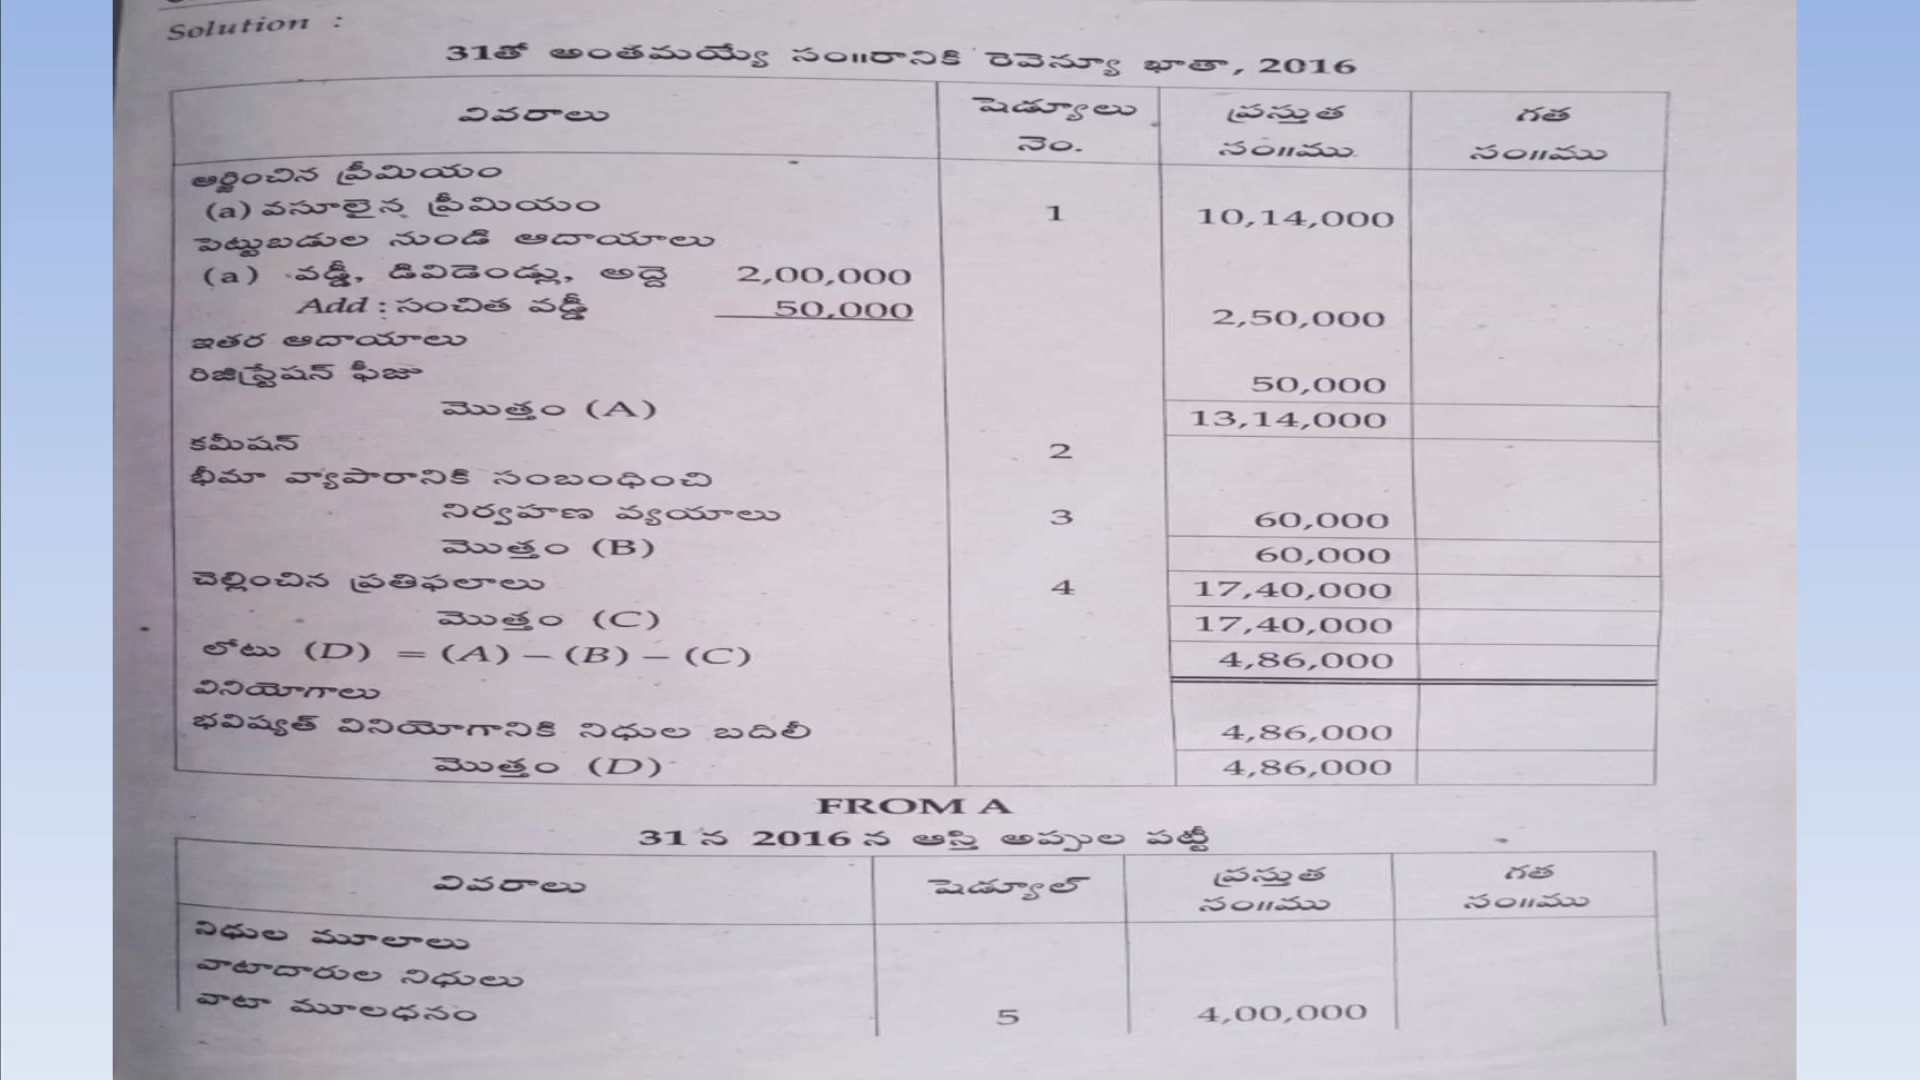 Solution :
31తో అంతమయ్యే సం॥రానికి రెవెన్యూ ఖాతా, 2016
వివరాలు షెడ్యూలు నెం. ప్రస్తుత సం॥ము గత సం॥ము
ఆర్జించిన ప్రీమియం
(a) వసూలైన ప్రీమియం 1 10,14,000
పెట్టుబడుల నుండి ఆదాయాలు
(a) వడ్డీ, డివిడెండ్లు, అద్దె 2,00,000
Add : సంచిత వడ్డీ 50,000 2,50,000
ఇతర ఆదాయాలు
రిజిస్ట్రేషన్ ఫీజు 50,000
మొత్తం (A) 13,14,000
కమీషన్ 2
భీమా వ్యాపారానికి సంబంధించి
నిర్వహణ వ్యయాలు 3 60,000
మొత్తం (B) 60,000
చెల్లించిన ప్రతిఫలాలు 4 17,40,000
మొత్తం (C) 17,40,000
లోటు (D) = (A) – (B) – (C) 4,86,000
వినియోగాలు
భవిష్యత్ వినియోగానికి నిధుల బదిలీ 4,86,000
మొత్తం (D) 4,86,000
FROM A
31 న 2016 న ఆస్తి అప్పుల పట్టీ
వివరాలు షెడ్యూల్ ప్రస్తుత సం॥ము గత సం॥ము
నిధుల మూలాలు
వాటాదారుల నిధులు
వాటా మూలధనం 5 4,00,000